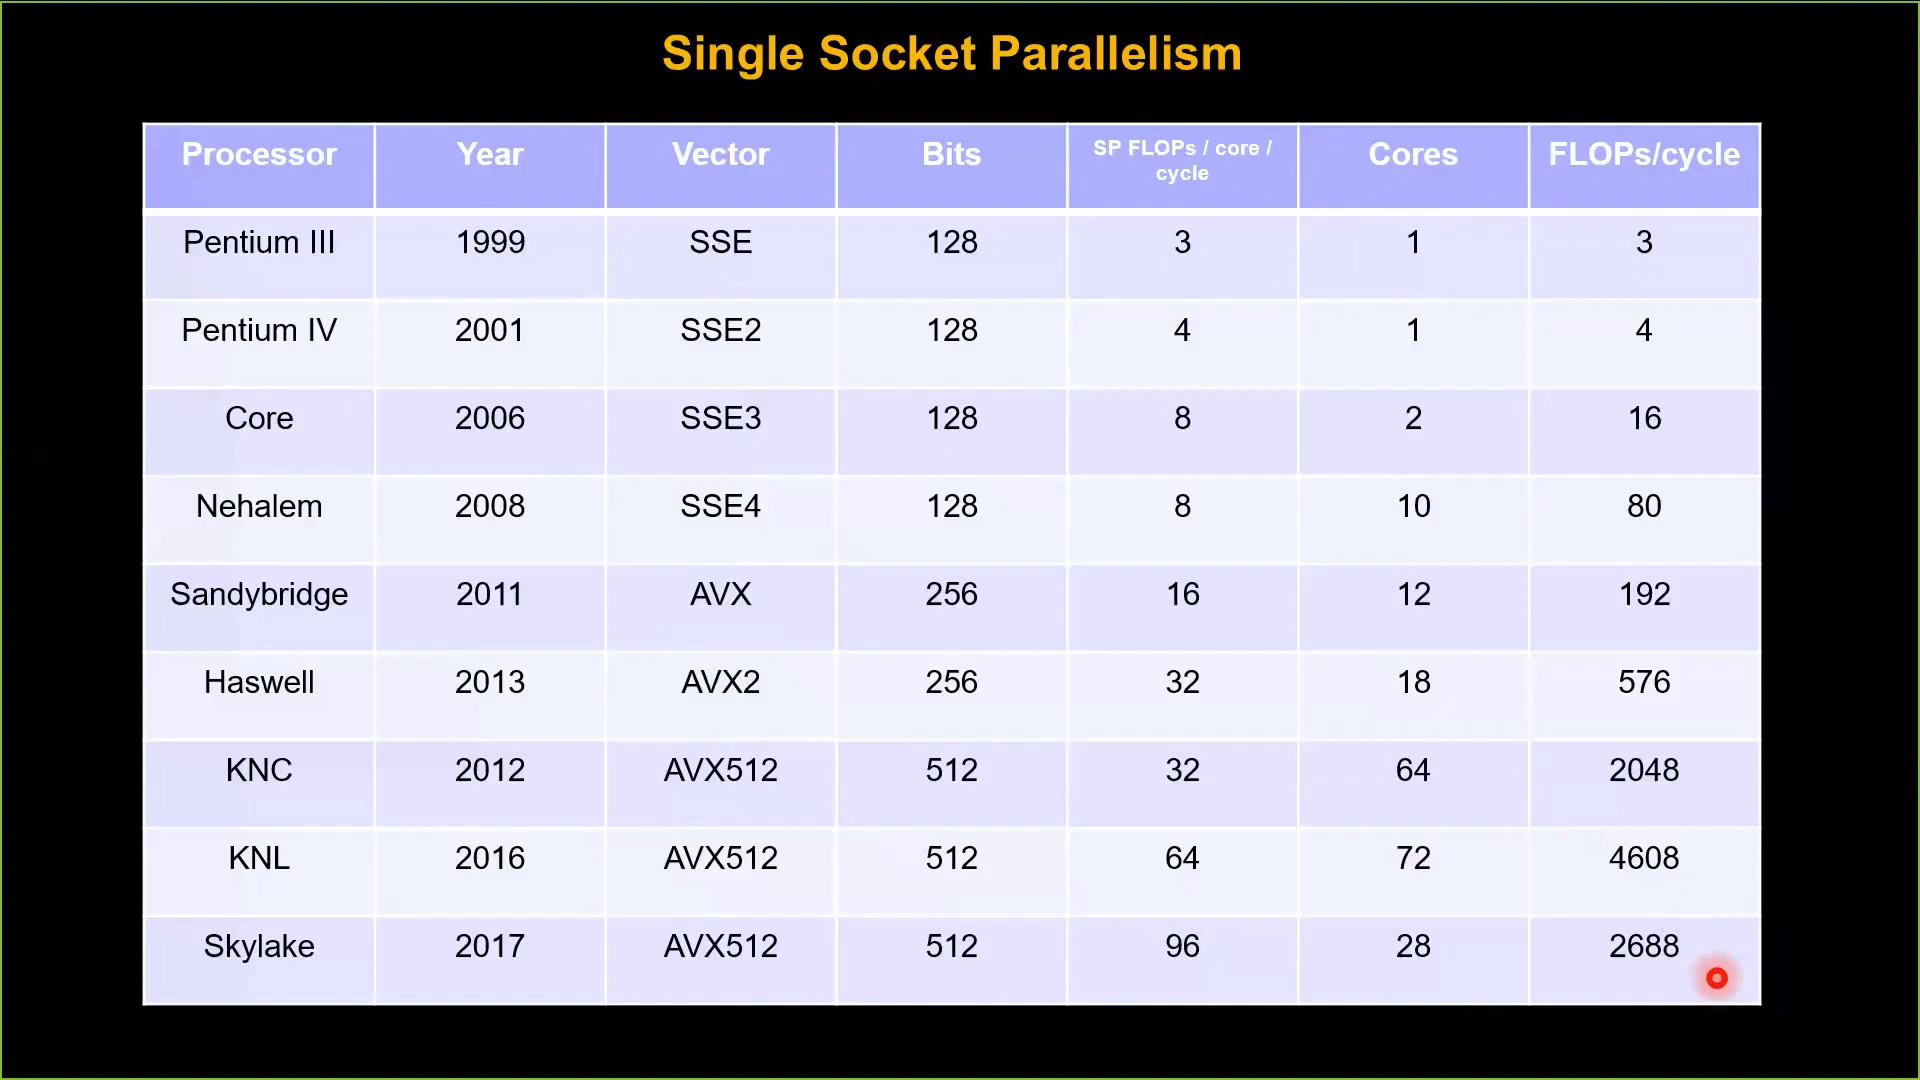 Single Socket Parallelism
Processor Year Vector Bits SP FLOPs / core / cycle Cores FLOPs/cycle
Pentium III 1999 SSE 128 3 1 3
Pentium IV 2001 SSE2 128 4 1 4
Core 2006 SSE3 128 8 2 16
Nehalem 2008 SSE4 128 8 10 80
Sandybridge 2011 AVX 256 16 12 192
Haswell 2013 AVX2 256 32 18 576
KNC 2012 AVX512 512 32 64 2048
KNL 2016 AVX512 512 64 72 4608
Skylake 2017 AVX512 512 96 28 2688